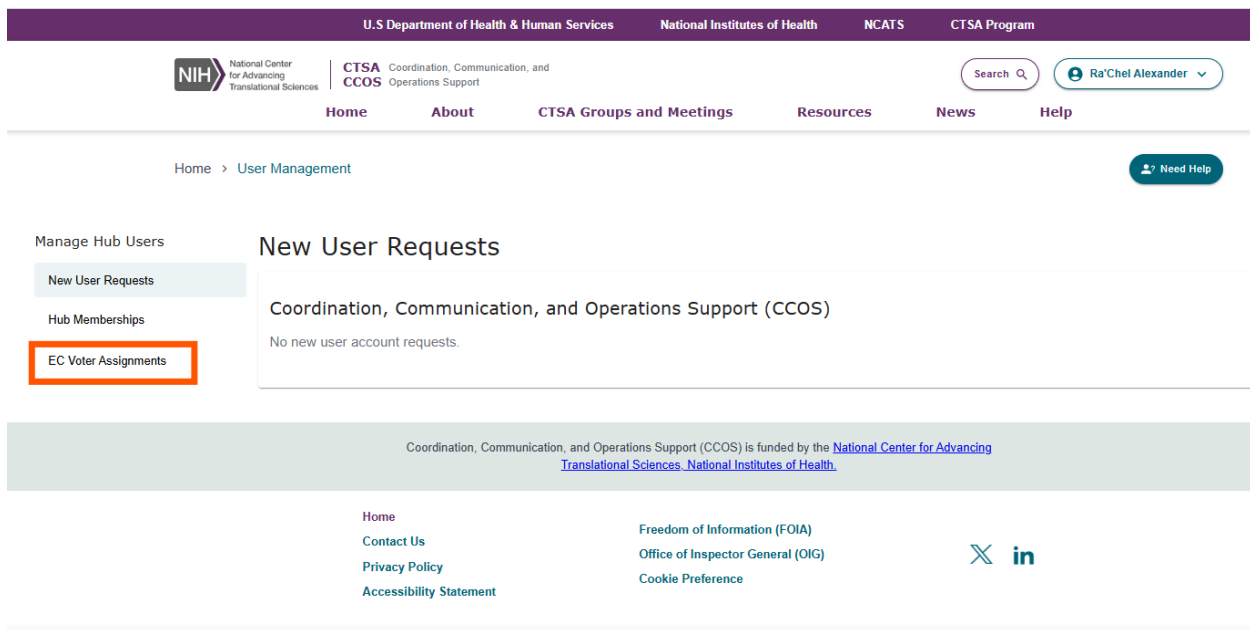 U.S Department of Health & Human Services National Institutes of Health NCATS CTSA Program
NIH National Center for Advancing Translational Sciences
CTSA Coordination, Communication, and
CCOS Operations Support
Search
Ra'Chel Alexander
Home About CTSA Groups and Meetings Resources News Help
Home > User Management
Need Help
Manage Hub Users
New User Requests
Hub Memberships
EC Voter Assignments
New User Requests
Coordination, Communication, and Operations Support (CCOS)
No new user account requests.
Coordination, Communication, and Operations Support (CCOS) is funded by the National Center for Advancing
Translational Sciences, National Institutes of Health.
Home
Contact Us
Privacy Policy
Accessibility Statement
Freedom of Information (FOIA)
Office of Inspector General (OIG)
Cookie Preference
X in